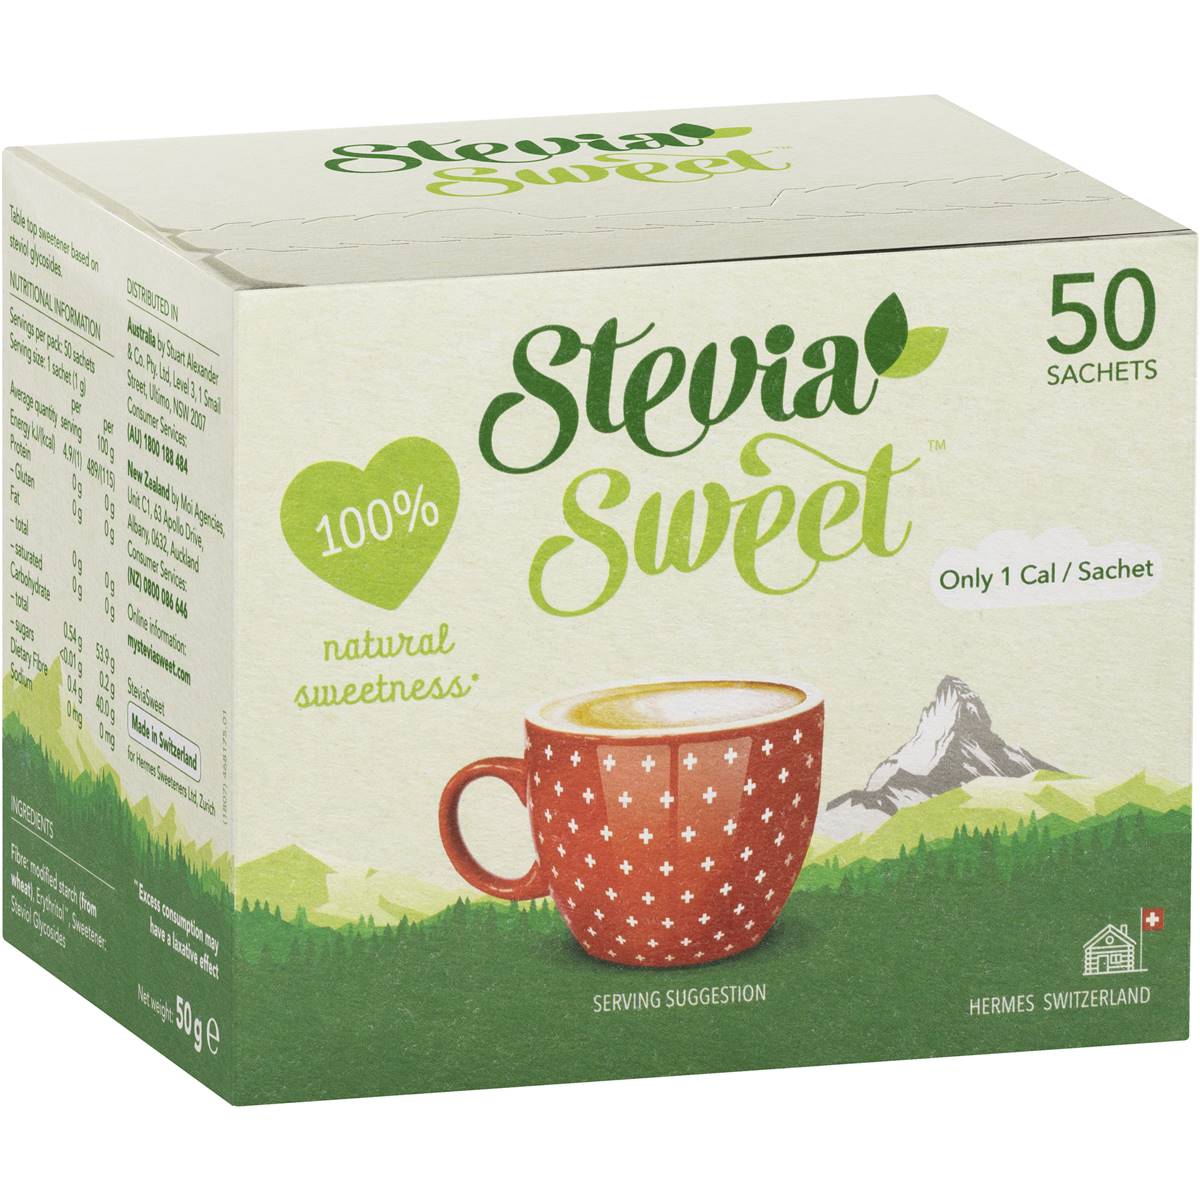 Stevia
Sweet™
50
SACHETS
Stevia
Sweet™
100%
natural
sweetness*
Only 1 Cal / Sachet
SERVING SUGGESTION
HERMES SWITZERLAND
Table top sweetener based on
steviol glycosides.
NUTRITIONAL INFORMATION
Servings per pack: 50 sachets
Serving size: 1 sachet (1 g)
per per
Average quantity serving 100 g
Energy kJ/(kcal) 4.9/(1) 489/(115)
Protein 0 g 0 g
– Gluten 0 g 0 g
Fat
– total 0 g 0 g
– saturated 0 g 0 g
Carbohydrate
– total 0.54 g 53.9 g
– sugars <0.01 g 0.2 g
Dietary Fibre 0.4 g 40.0 g
Sodium 0 mg 0 mg
INGREDIENTS
Fibre: modified starch (from
wheat), Erythritol**, Sweetener:
Steviol Glycosides
DISTRIBUTED IN
Australia by Stuart Alexander
& Co. Pty. Ltd, Level 3, 1 Small
Street, Ultimo, NSW 2007
Consumer Services:
(AU) 1800 188 484
New Zealand by Moi Agencies,
Unit C1, 63 Apollo Drive,
Albany, 0632, Auckland
Consumer Services:
(NZ) 0800 086 646
Online information:
mysteviasweet.com
SteviaSweet
Made in Switzerland
for Hermes Sweeteners Ltd, Zurich
**Excess consumption may
have a laxative effect
Net weight: 50 g e